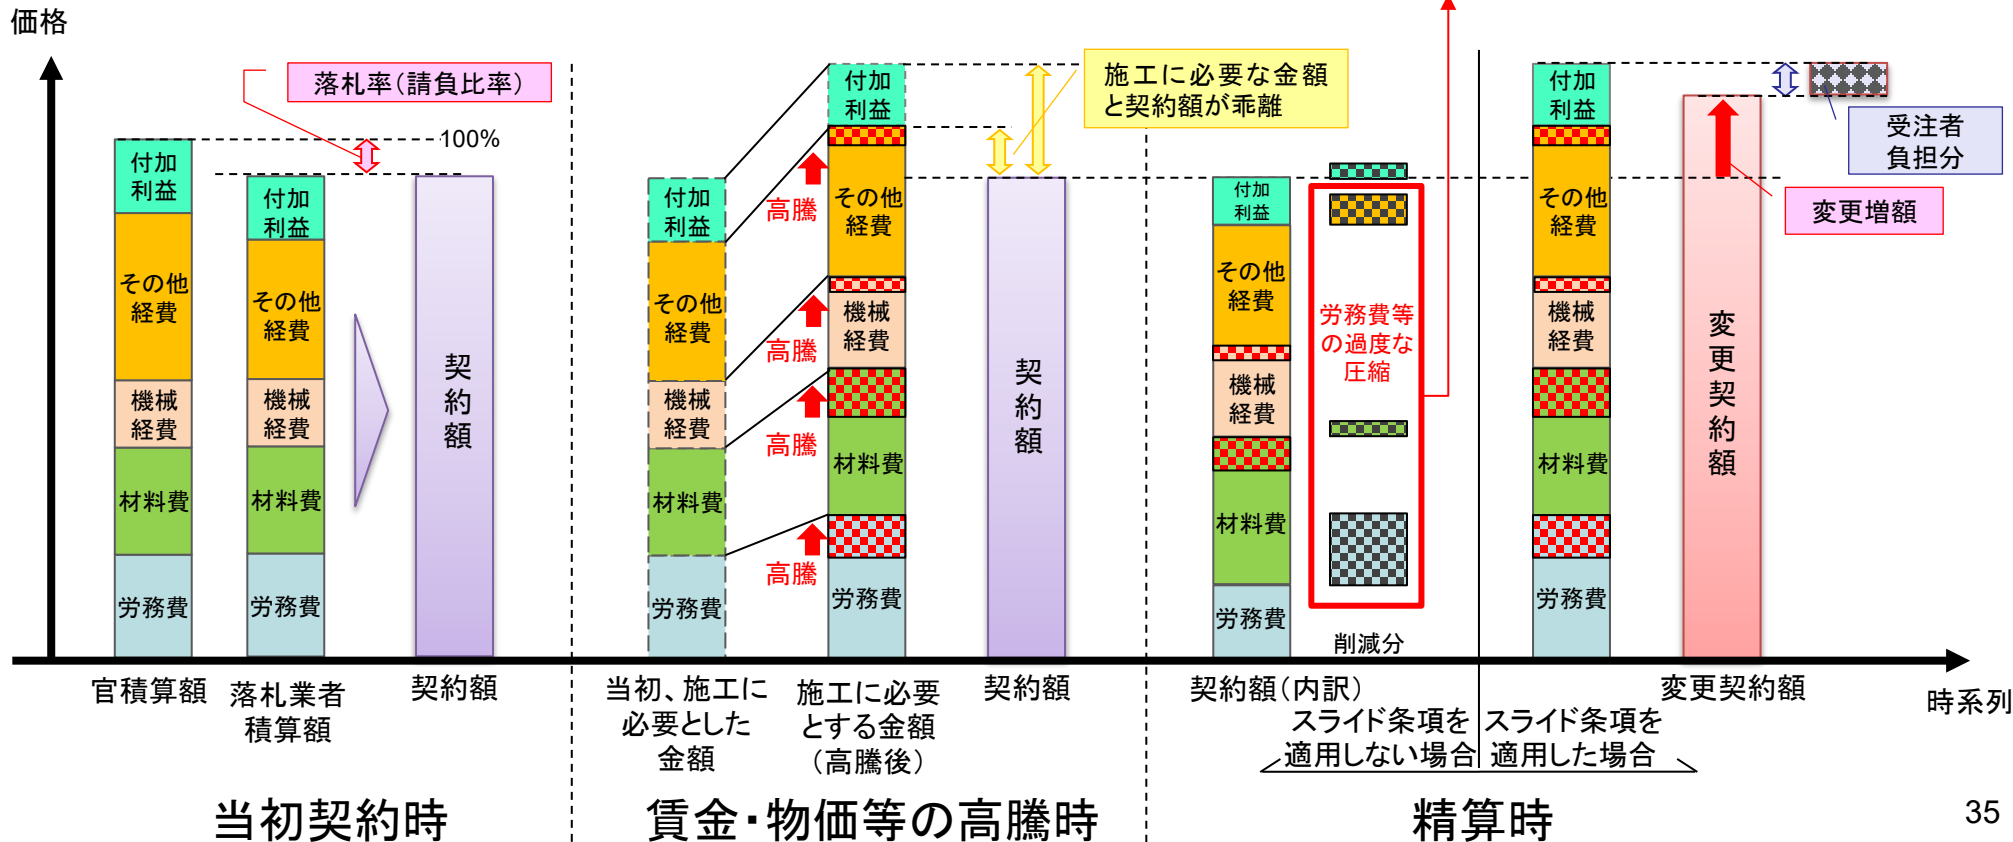 価格
落札率（請負比率）
100%
付加
利益
その他
経費
機械
経費
材料費
労務費
付加
利益
その他
経費
機械
経費
材料費
労務費
契
約
額
官積算額
落札業者
積算額
契約額
当初契約時
付加
利益
その他
経費
機械
経費
材料費
労務費
高騰
高騰
高騰
高騰
付加
利益
その他
経費
機械
経費
材料費
労務費
施工に必要な金額
と契約額が乖離
契
約
額
当初、施工に
必要とした
金額
施工に必要
とする金額
（高騰後）
契約額
賃金・物価等の高騰時
付加
利益
その他
経費
機械
経費
材料費
労務費
労務費等
の過度な
圧縮
削減分
契約額（内訳）
スライド条項を
適用しない場合
付加
利益
その他
経費
機械
経費
材料費
労務費
変
更
契
約
額
受注者
負担分
変更増額
変更契約額
スライド条項を
適用した場合
時系列
精算時
35